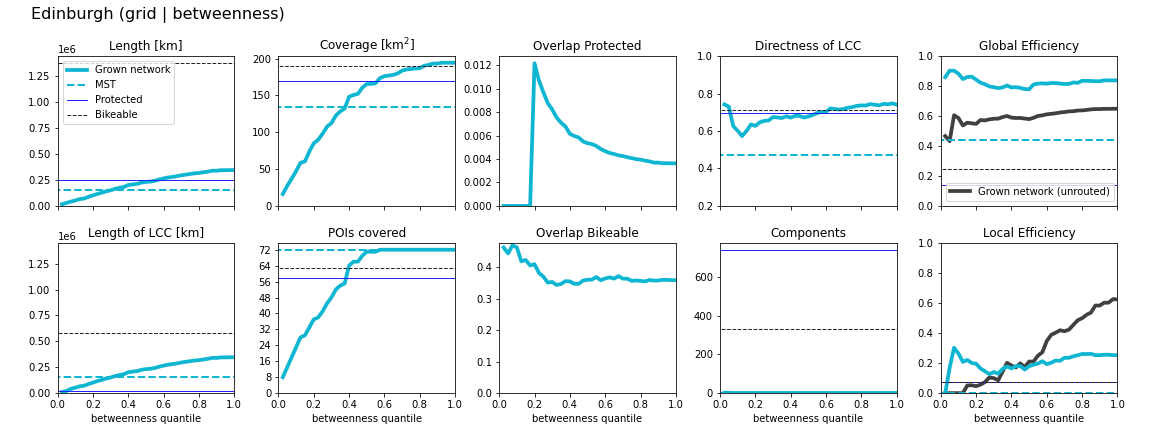 Edinburgh (grid | betweenness)
Length [km]
1e6
1.25
1.00
0.75
0.50
0.25
0.00
Grown network
MST
Protected
Bikeable
Coverage [km²]
200
150
100
50
0
Overlap Protected
0.012
0.010
0.008
0.006
0.004
0.002
0.000
Directness of LCC
1.0
0.8
0.6
0.4
0.2
Global Efficiency
1.0
0.8
0.6
0.4
0.2
0.0
Grown network (unrouted)
Length of LCC [km]
1e6
1.25
1.00
0.75
0.50
0.25
0.00
0.0 0.2 0.4 0.6 0.8 1.0
betweenness quantile
POIs covered
72
64
56
48
40
32
24
16
8
0.0 0.2 0.4 0.6 0.8 1.0
betweenness quantile
Overlap Bikeable
0.4
0.3
0.2
0.1
0.0
0.0 0.2 0.4 0.6 0.8 1.0
betweenness quantile
Components
600
400
200
0
0.0 0.2 0.4 0.6 0.8 1.0
betweenness quantile
Local Efficiency
1.0
0.8
0.6
0.4
0.2
0.0
0.0 0.2 0.4 0.6 0.8 1.0
betweenness quantile